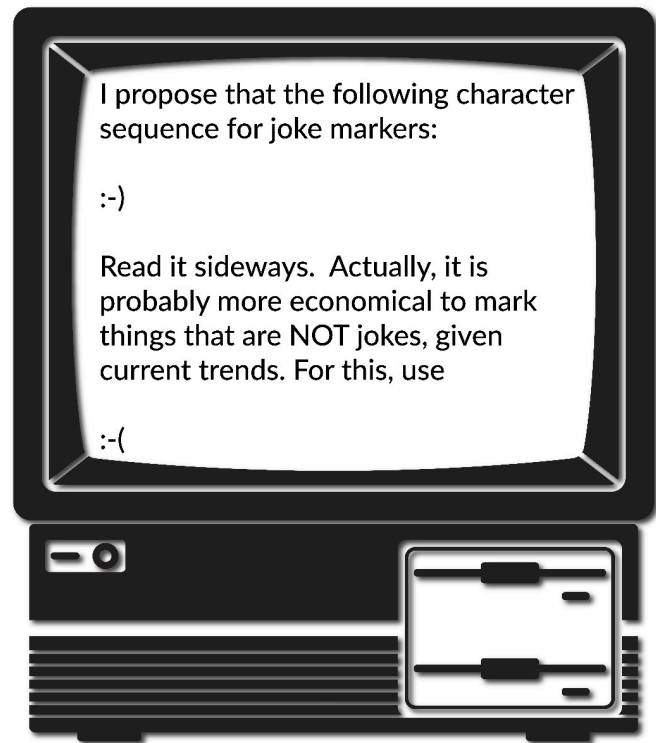 I propose that the following character
sequence for joke markers:
:-)
Read it sideways.  Actually, it is
probably more economical to mark
things that are NOT jokes, given
current trends. For this, use
:-(